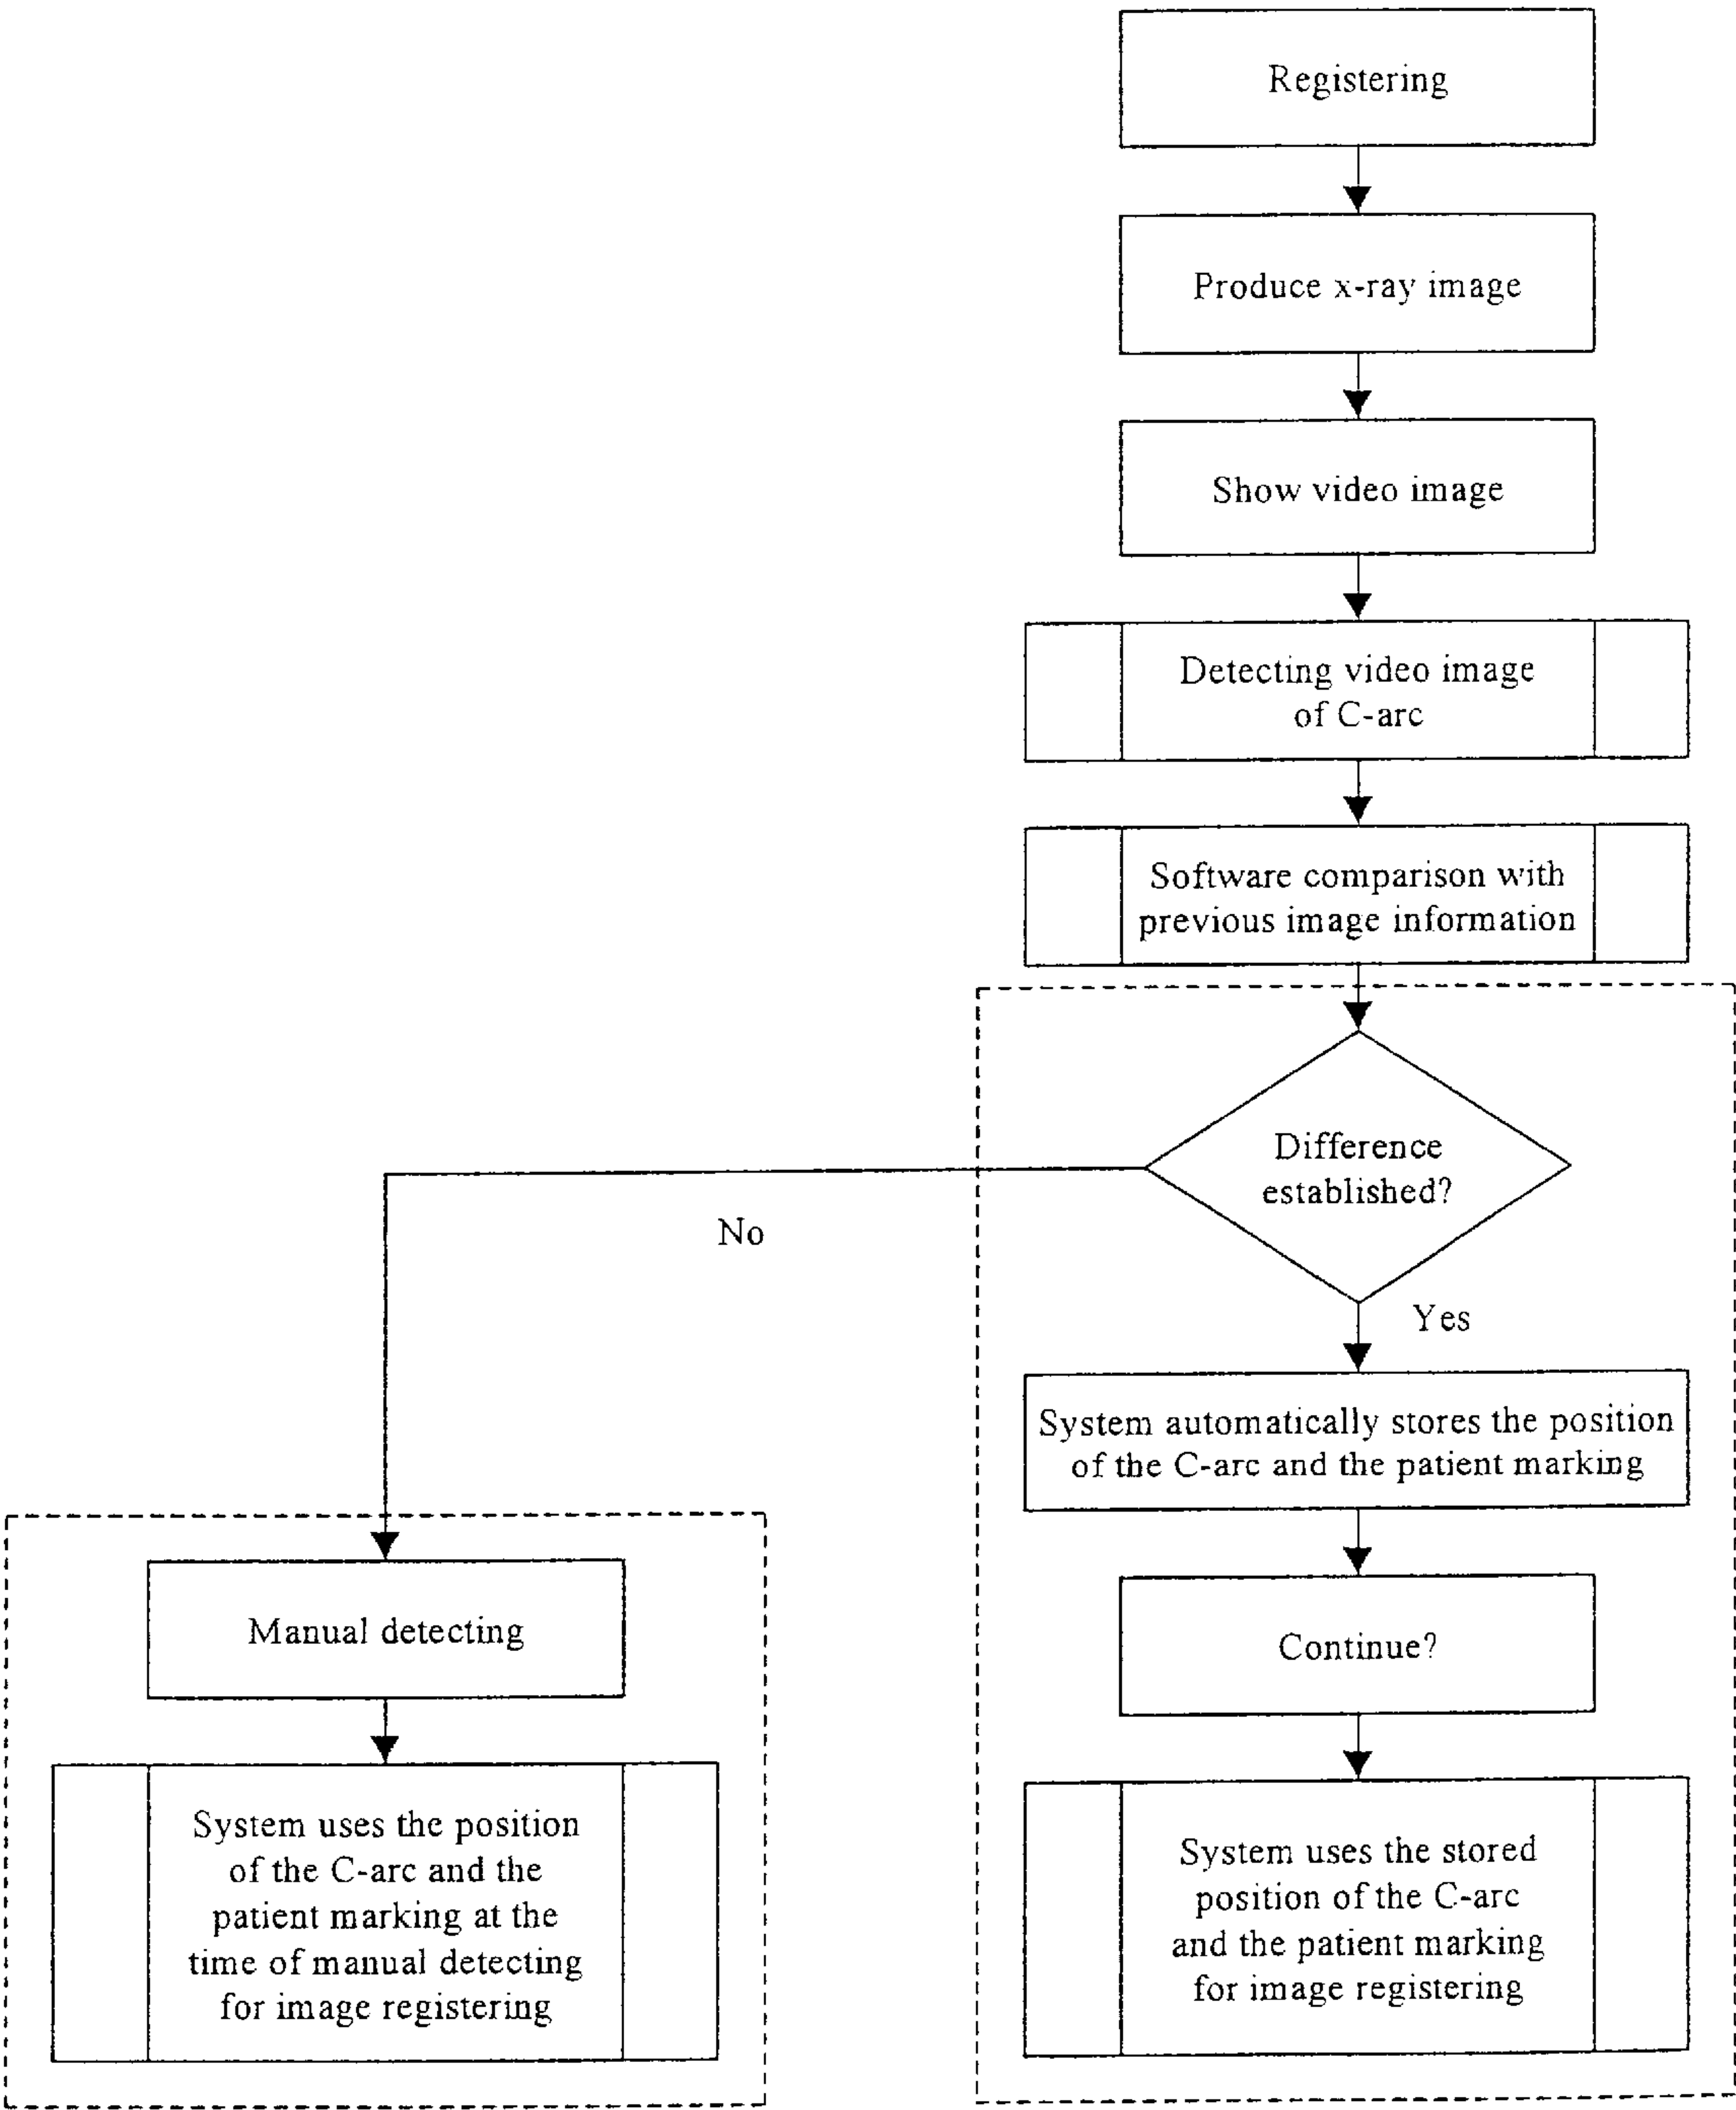 Registering
Produce x-ray image
Show video image
Detecting video image
of C-arc
Software comparison with
previous image information
Difference
established?
No
Yes
System automatically stores the position
of the C-arc and the patient marking
Continue?
System uses the stored
position of the C-arc
and the patient marking
for image registering
Manual detecting
System uses the position
of the C-arc and the
patient marking at the
time of manual detecting
for image registering